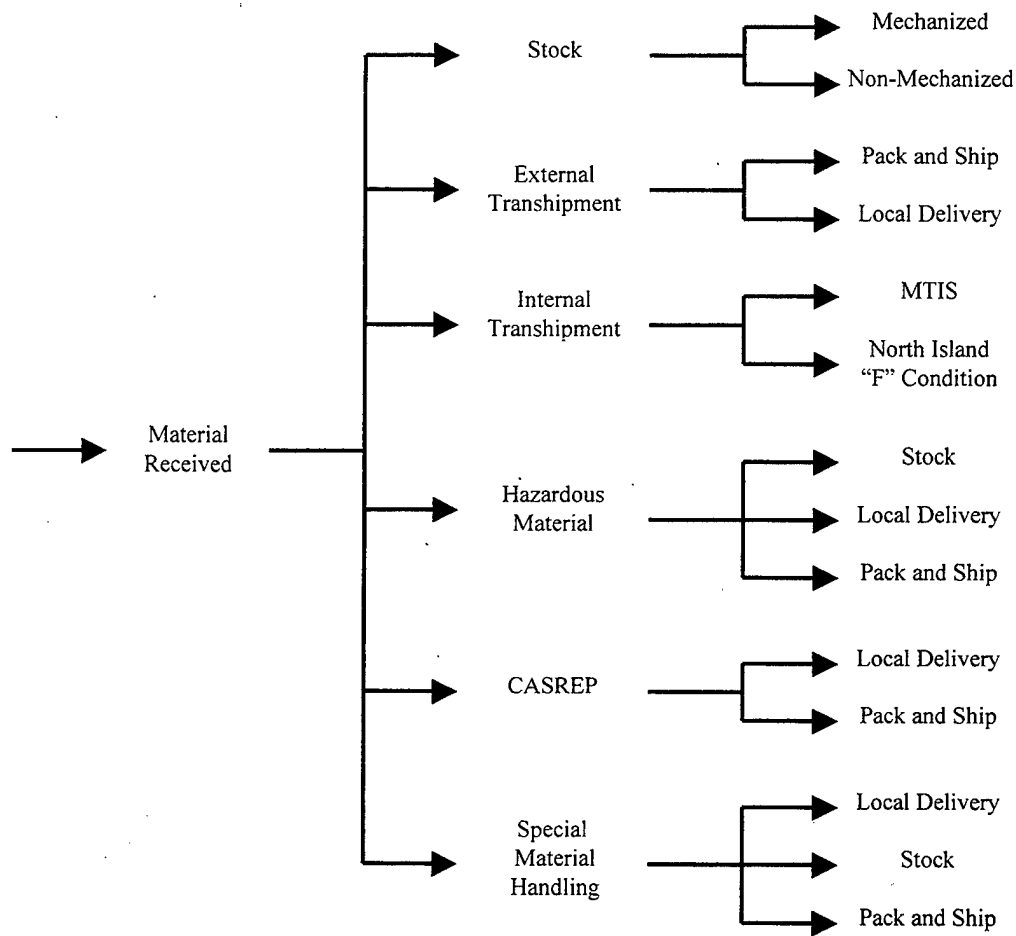 Mechanized
Stock
Non-Mechanized
Pack and Ship
External
Transhipment
Local Delivery
MTIS
Internal
Transhipment
North Island
“F” Condition
Material
Received
Stock
Hazardous
Material
Local Delivery
Pack and Ship
Local Delivery
CASREP
Pack and Ship
Local Delivery
Special
Material
Handling
Stock
Pack and Ship